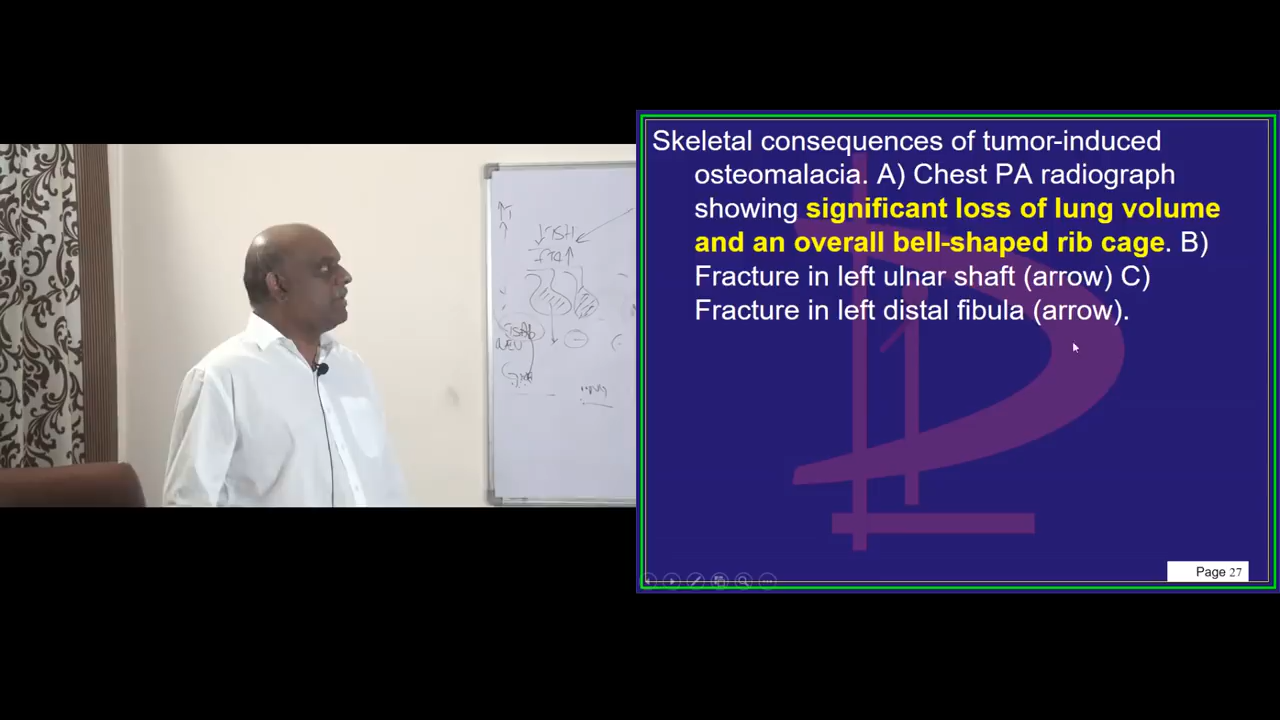 Skeletal consequences of tumor-induced
osteomalacia. A) Chest PA radiograph
showing significant loss of lung volume
and an overall bell-shaped rib cage. B)
Fracture in left ulnar shaft (arrow) C)
Fracture in left distal fibula (arrow).
Page 27